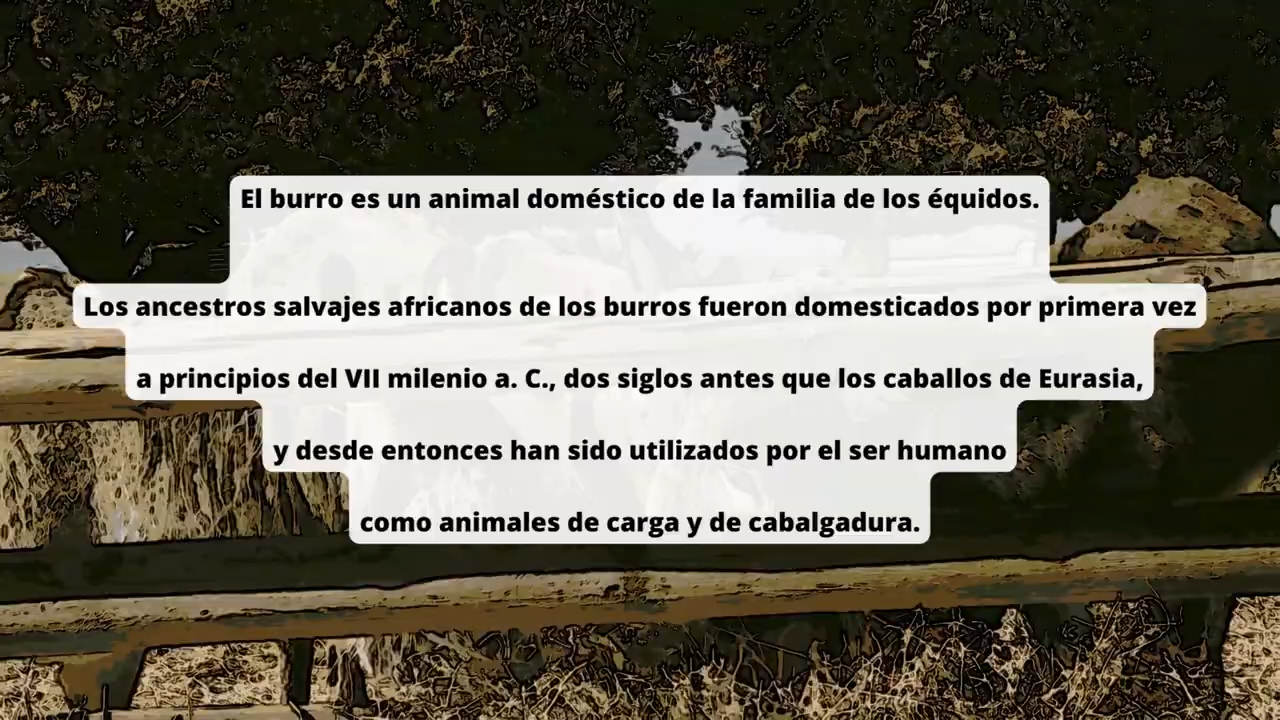 El burro es un animal doméstico de la familia de los équidos.
Los ancestros salvajes africanos de los burros fueron domesticados por primera vez
a principios del VII milenio a. C., dos siglos antes que los caballos de Eurasia,
y desde entonces han sido utilizados por el ser humano
como animales de carga y de cabalgadura.